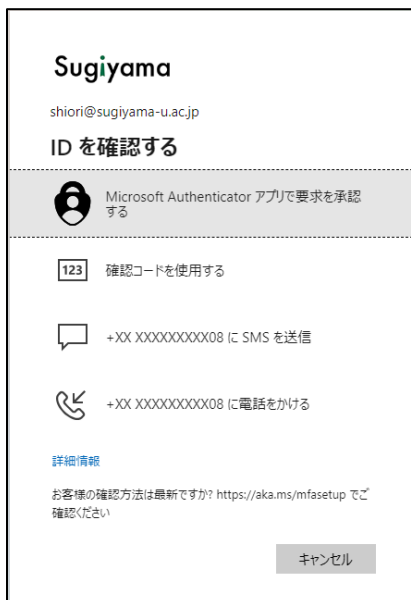 Sugiyama
shiori@sugiyama-u.ac.jp
ID を確認する
Microsoft Authenticator アプリで要求を承認
する
123
確認コードを使用する
+XX XXXXXXXXX08 に SMS を送信
+XX XXXXXXXXX08 に電話をかける
詳細情報
お客様の確認方法は最新ですか? https://aka.ms/mfasetup でご
確認ください
キャンセル